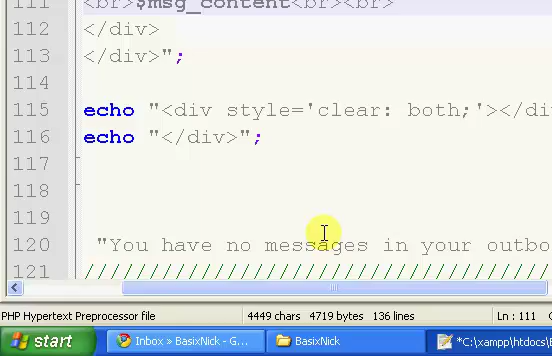 111 <br>$msg_content<br><br>
112 </div>
113 </div>";
114
115 echo "<div style='clear: both;'></di
116 echo "</div>";
117
118
119
120 "You have no messages in your outbo
121 //////////////////////////////////
PHP Hypertext Preprocessor file 4449 chars 4719 bytes 136 lines Ln : 111
start Inbox » BasixNick - G... BasixNick *C:\xampp\htdocs\B